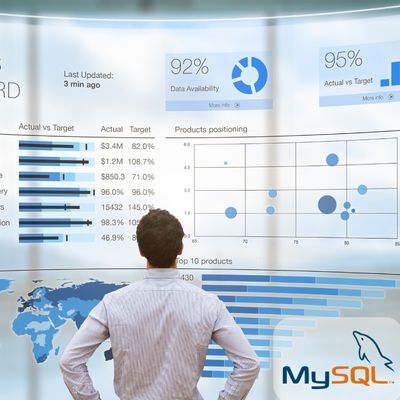 RD
Last Updated:
3 min ago
92%
Data Availability
More info
95%
Actual vs Target
More info
Actual vs Target Actual Target
$3.4M 82.0%
$1.2M 108.7%
$850.3 71.0%
96.0% 96.0%
15432 145.0%
98.3%
46.9%
Products positioning
6.0
4.5
3.0
1.5
0.0
65 70 75 80 85
Top 10 products
430
MySQL